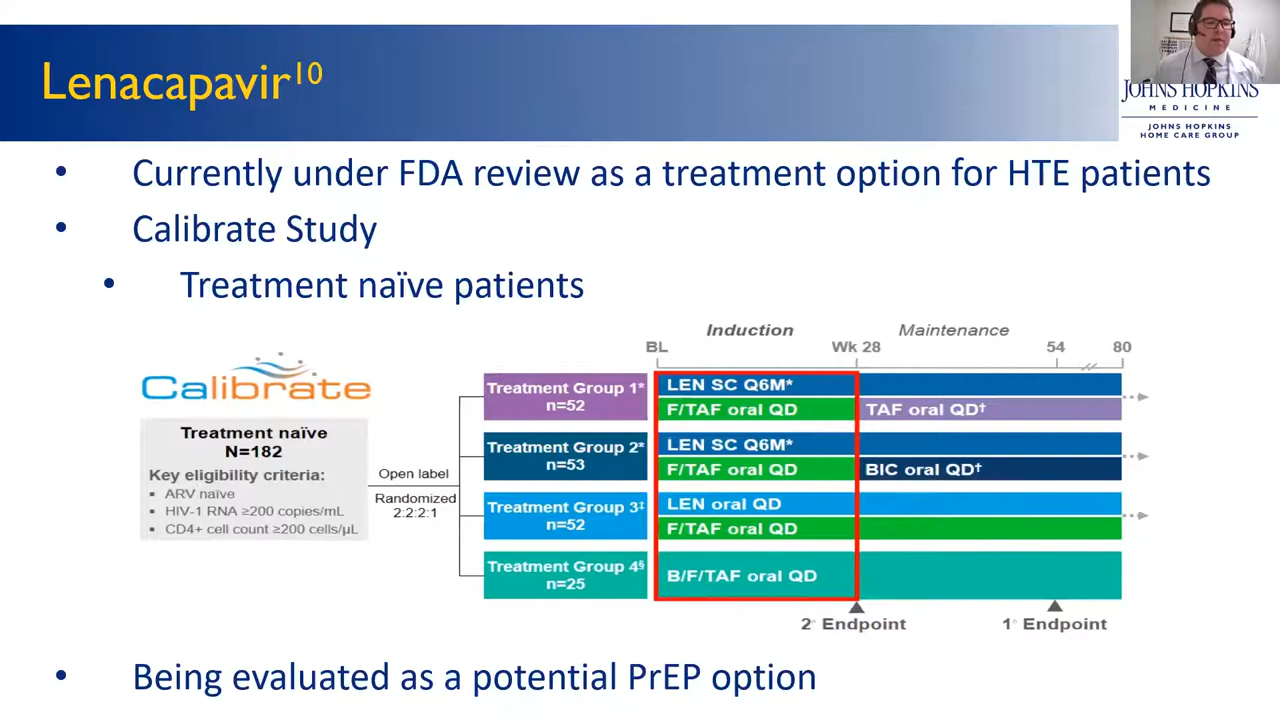 Lenacapavir10
JOHNS HOPKINS
MEDICINE
JOHNS HOPKINS
HOME CARE GROUP
• Currently under FDA review as a treatment option for HTE patients
• Calibrate Study
• Treatment naïve patients
Induction Maintenance
BL Wk 28 54 80
Calibrate
Treatment naïve
N=182
Key eligibility criteria:
▪ ARV naïve
▪ HIV-1 RNA ≥200 copies/mL
▪ CD4+ cell count ≥200 cells/µL
Open label
Randomized
2:2:2:1
Treatment Group 1*
n=52
LEN SC Q6M*
F/TAF oral QD TAF oral QD†
Treatment Group 2*
n=53
LEN SC Q6M*
F/TAF oral QD BIC oral QD†
Treatment Group 3‡
n=52
LEN oral QD
F/TAF oral QD
Treatment Group 4§
n=25
B/F/TAF oral QD
2° Endpoint 1° Endpoint
• Being evaluated as a potential PrEP option